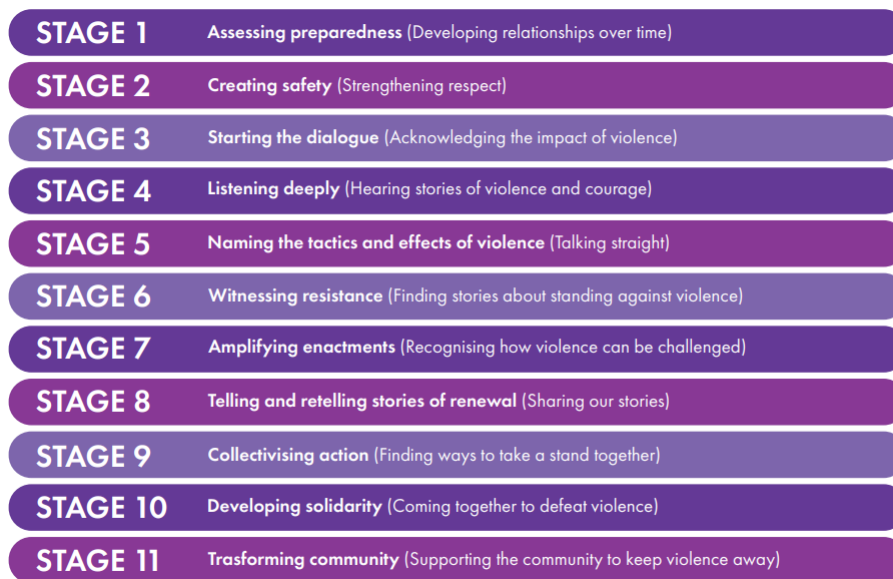 STAGE 1 Assessing preparedness (Developing relationships over time)
STAGE 2 Creating safety (Strengthening respect)
STAGE 3 Starting the dialogue (Acknowledging the impact of violence)
STAGE 4 Listening deeply (Hearing stories of violence and courage)
STAGE 5 Naming the tactics and effects of violence (Talking straight)
STAGE 6 Witnessing resistance (Finding stories about standing against violence)
STAGE 7 Amplifying enactments (Recognising how violence can be challenged)
STAGE 8 Telling and retelling stories of renewal (Sharing our stories)
STAGE 9 Collectivising action (Finding ways to take a stand together)
STAGE 10 Developing solidarity (Coming together to defeat violence)
STAGE 11 Trasforming community (Supporting the community to keep violence away)